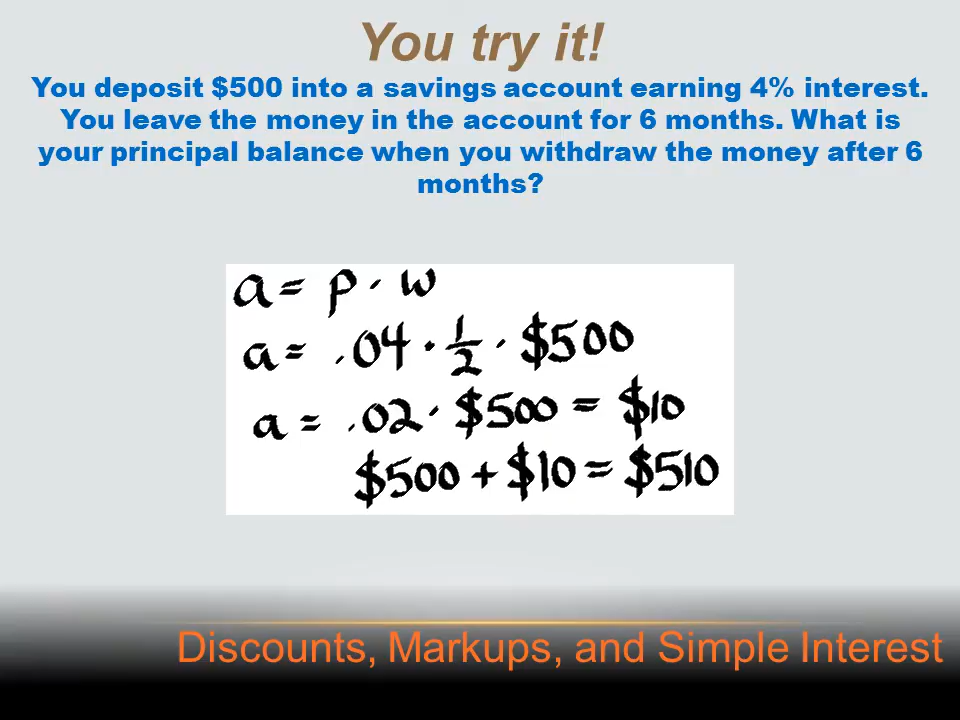 You try it!
You deposit $500 into a savings account earning 4% interest.
You leave the money in the account for 6 months. What is
your principal balance when you withdraw the money after 6
months?
a = p · w
a = .04 · 1/2 · $500
a = .02 · $500 = $10
$500 + $10 = $510
Discounts, Markups, and Simple Interest